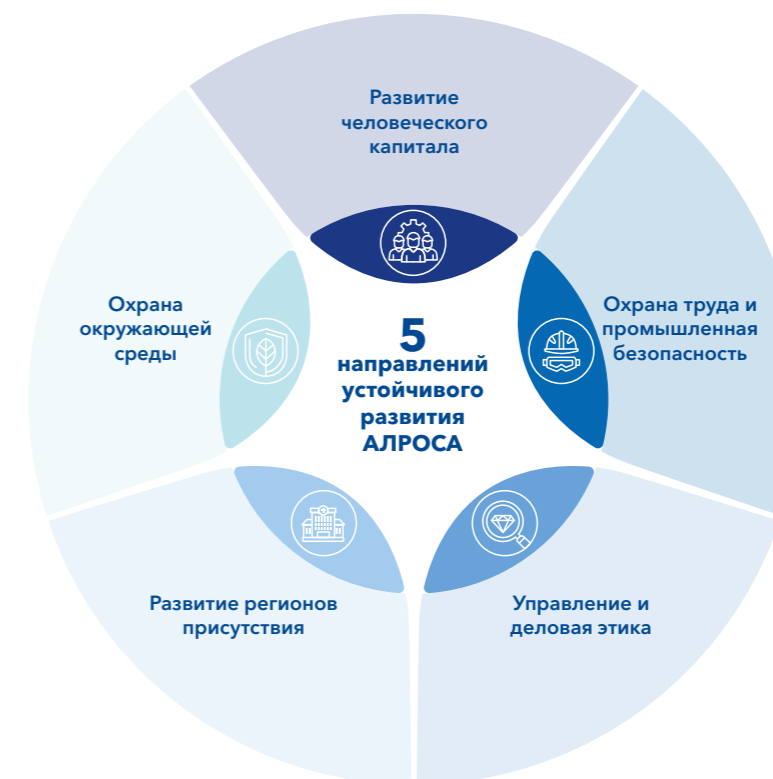 Развитие
человеческого
капитала
Охрана
окружающей
среды
5
направлений
устойчивого
развития
АЛРОСА
Охрана труда и
промышленная
безопасность
Развитие регионов
присутствия
Управление и
деловая этика